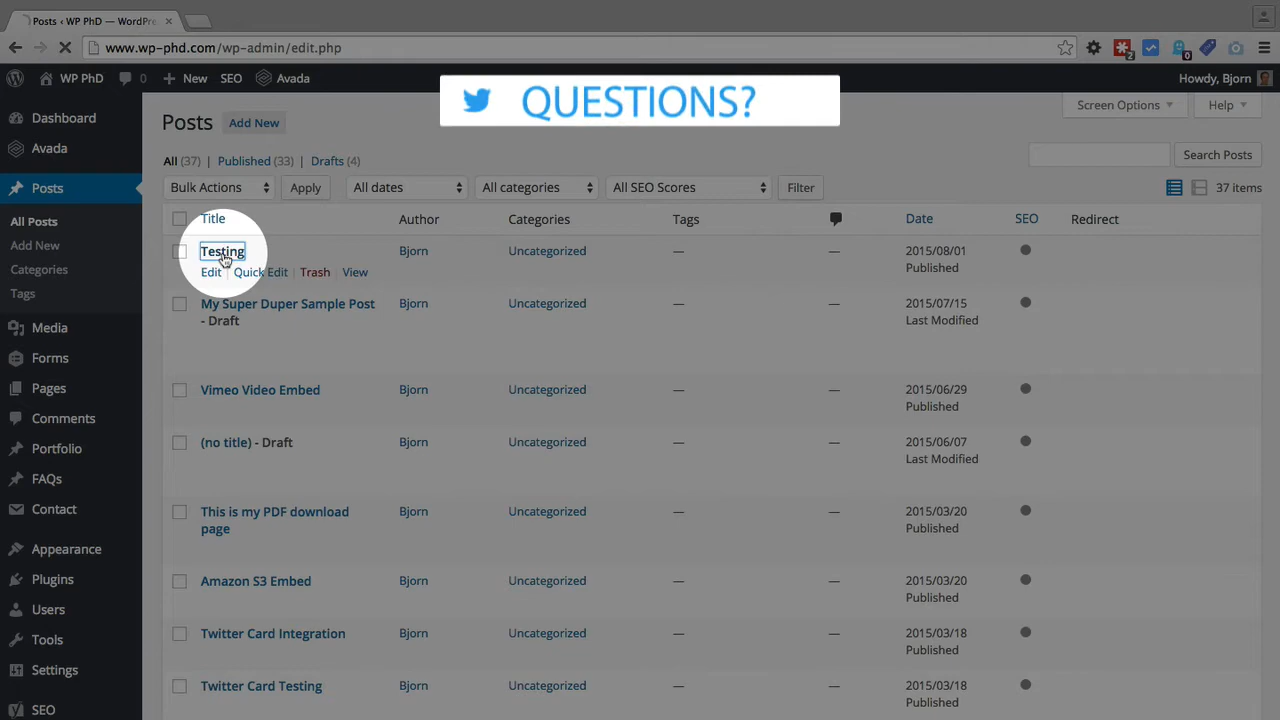 Posts ‹ WP PhD — WordPre
www.wp-phd.com/wp-admin/edit.php
2
0
WP PhD 0 New SEO Avada Howdy, Bjorn
QUESTIONS?
Screen Options Help
Dashboard
Avada
Posts
All Posts
Add New
Categories
Tags
Media
Forms
Pages
Comments
Portfolio
FAQs
Contact
Appearance
Plugins
Users
Tools
Settings
SEO
Posts Add New
All (37) | Published (33) | Drafts (4)
Search Posts
Bulk Actions Apply All dates All categories All SEO Scores Filter 37 items
Title Author Categories Tags Date SEO Redirect
Testing Bjorn Uncategorized — — 2015/08/01
Published
Edit | Quick Edit | Trash | View
My Super Duper Sample Post Bjorn Uncategorized — — 2015/07/15
- Draft Last Modified
Vimeo Video Embed Bjorn Uncategorized — — 2015/06/29
Published
(no title) - Draft Bjorn Uncategorized — — 2015/06/07
Last Modified
This is my PDF download Bjorn Uncategorized — — 2015/03/20
page Published
Amazon S3 Embed Bjorn Uncategorized — — 2015/03/20
Published
Twitter Card Integration Bjorn Uncategorized — — 2015/03/18
Published
Twitter Card Testing Bjorn Uncategorized — — 2015/03/18
Published